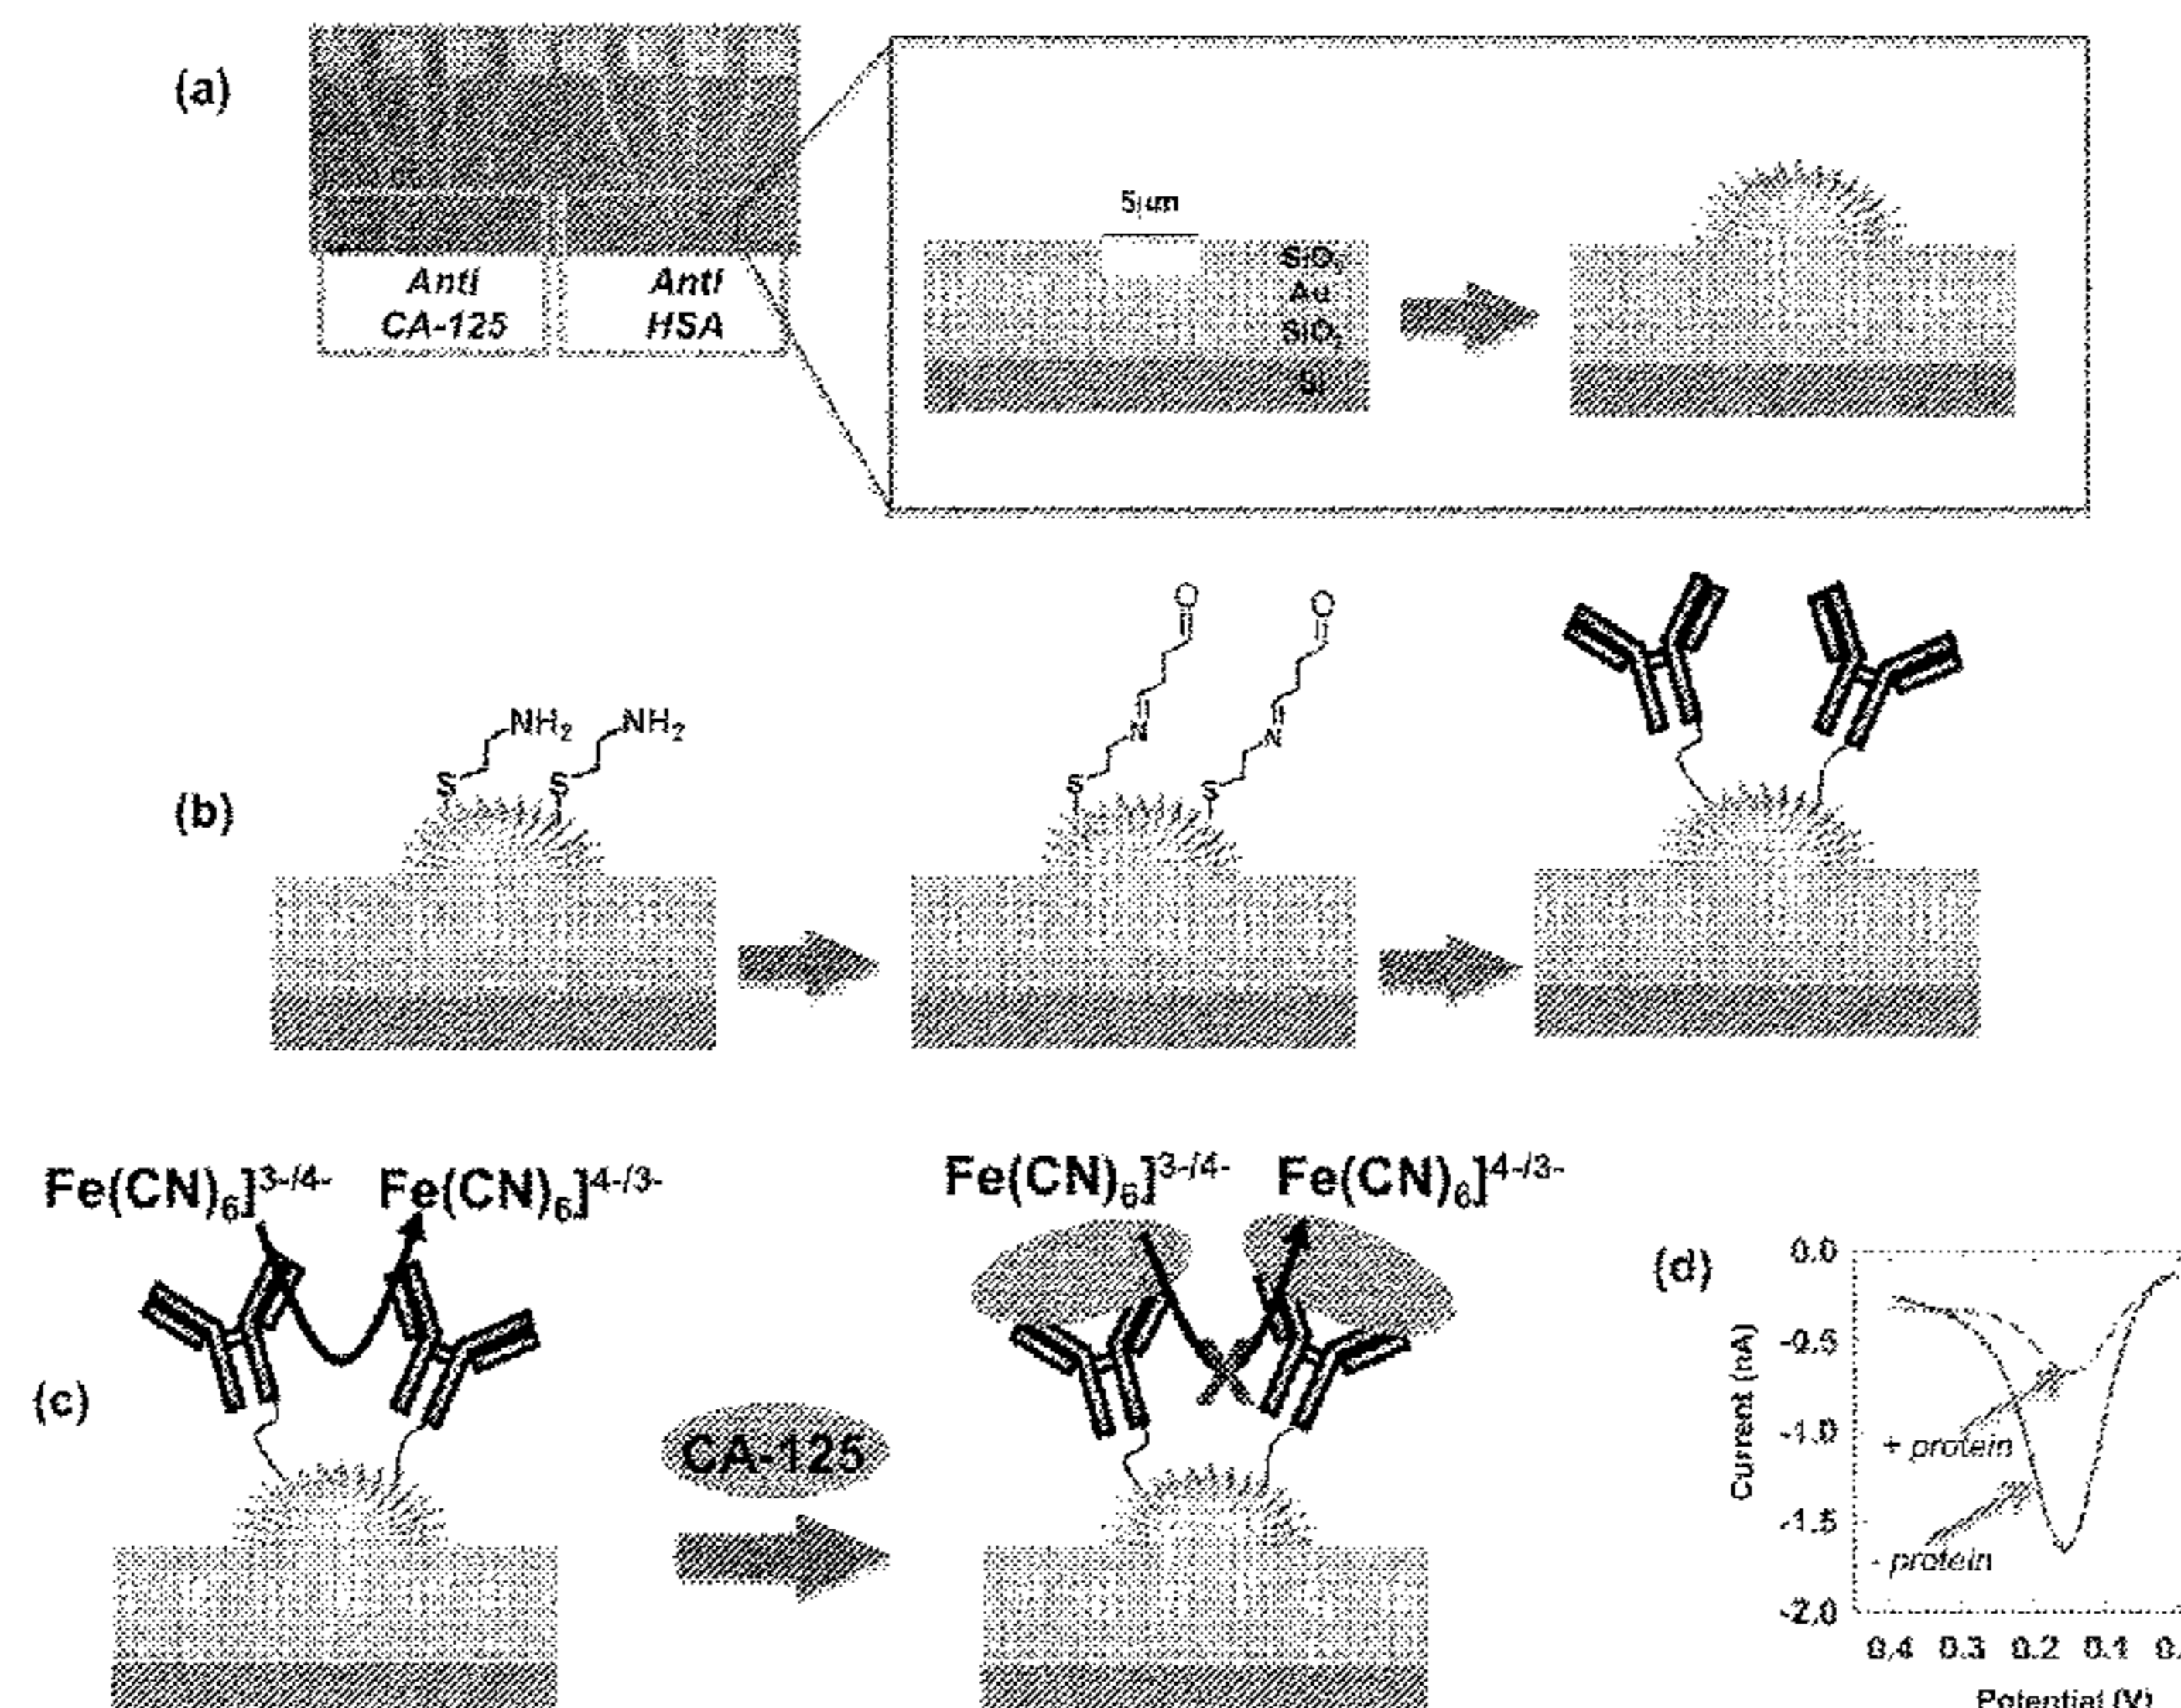 (a)
Anti
CA-125
Anti
HSA
5µm
SiO₂
Au
SiO₂
Si
(b)
S
NH₂
S
NH₂
O
N
S
O
N
S
(c)
Fe(CN)₆]³⁻/⁴⁻
Fe(CN)₆]⁴⁻/³⁻
CA-125
Fe(CN)₆]³⁻/⁴⁻
Fe(CN)₆]⁴⁻/³⁻
X
(d)
Current (nA)
0.0
-0.5
-1.0
-1.5
-2.0
+ protein
- protein
0.4 0.3 0.2 0.1 0.
Potential (V)